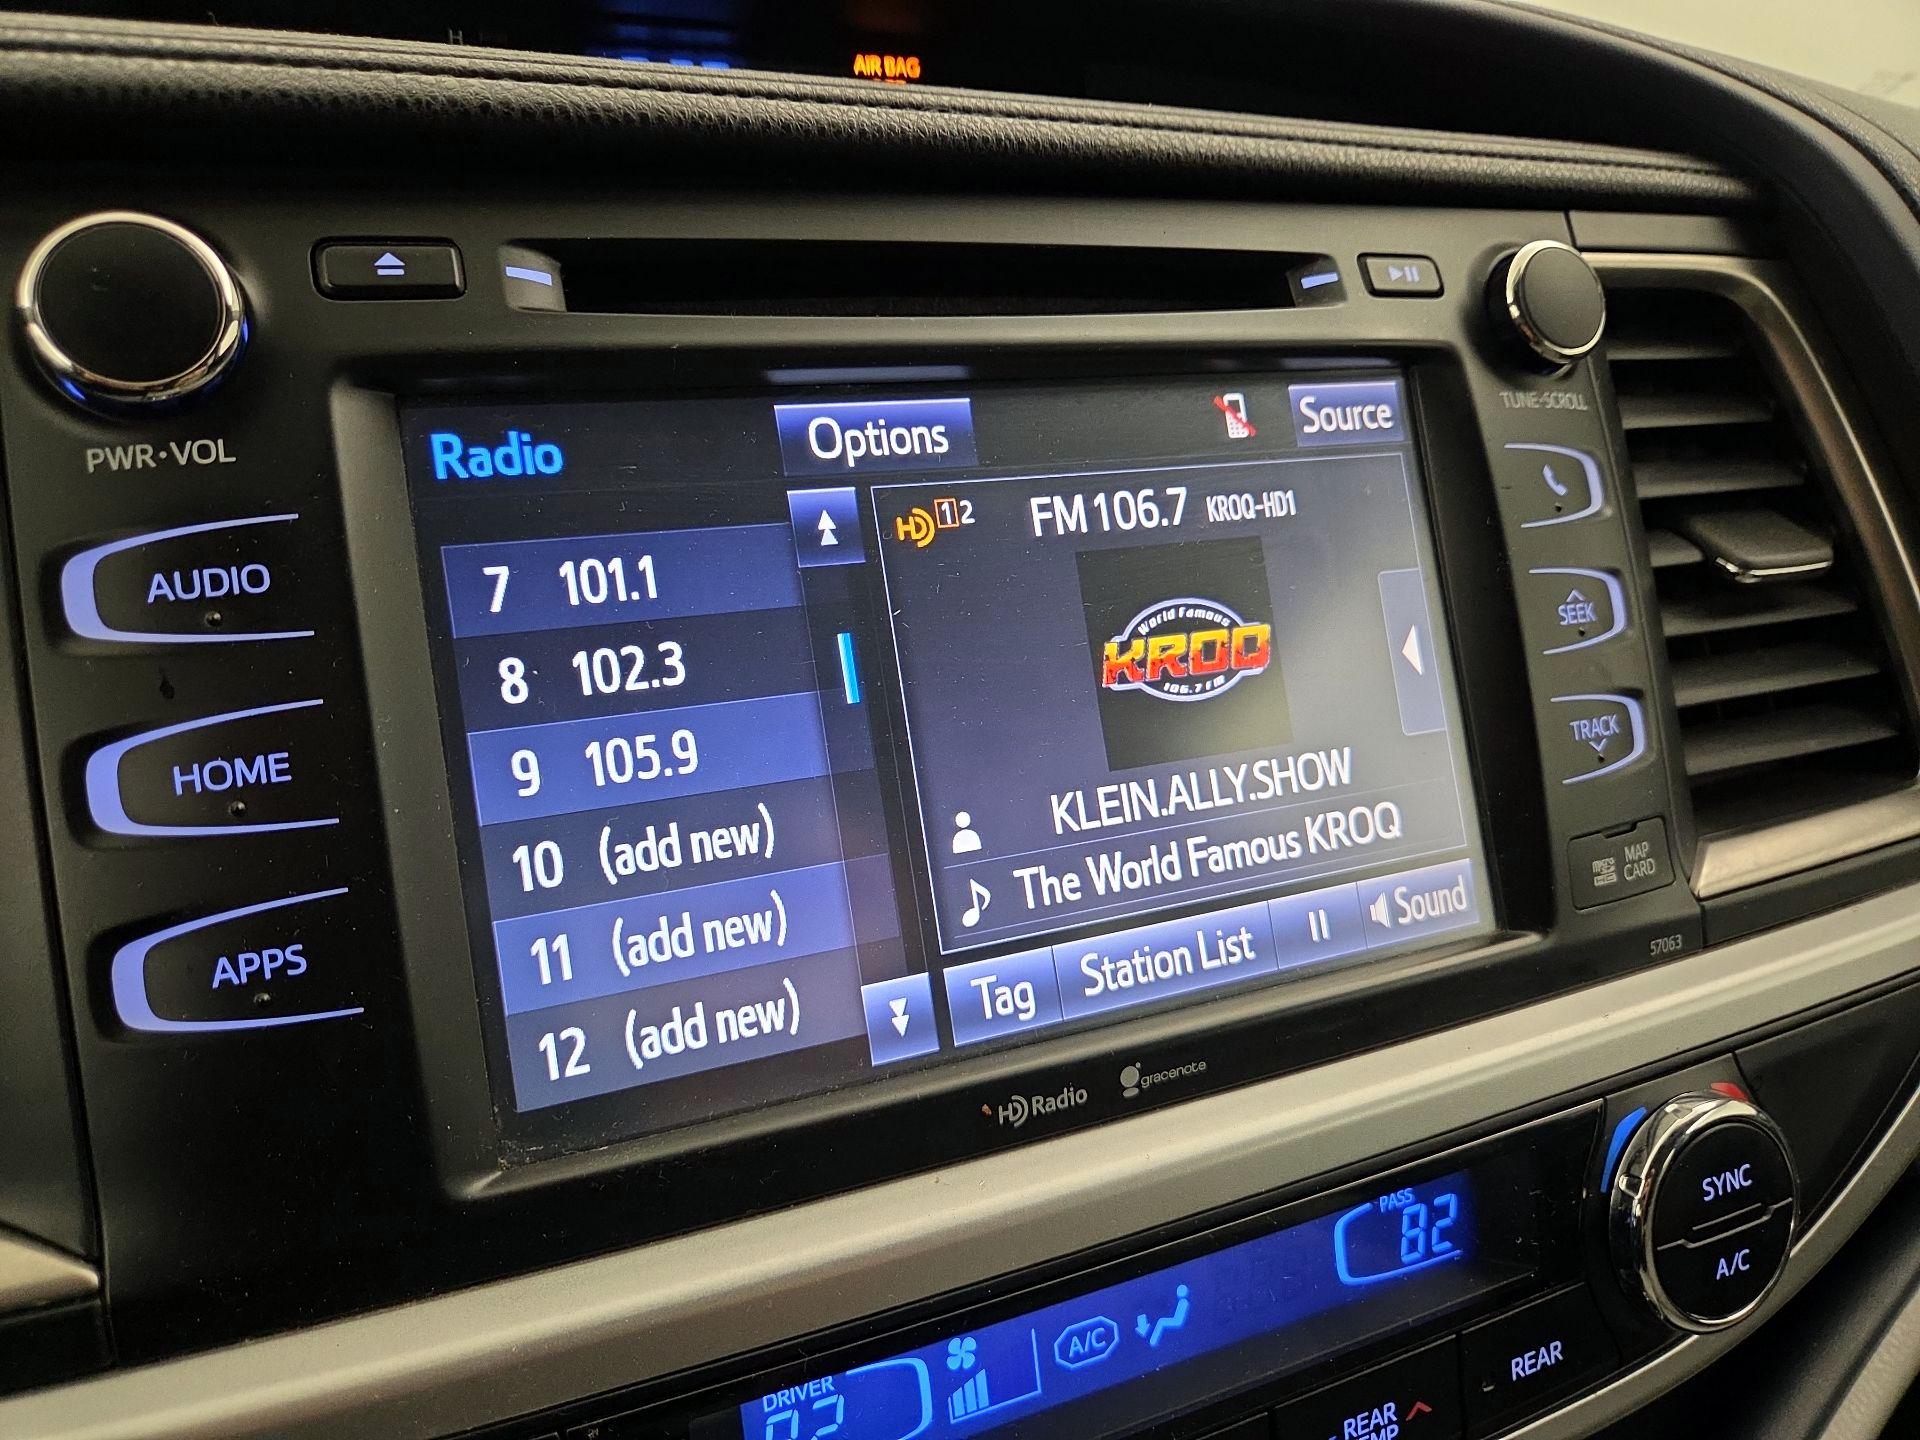 H
AIR BAG
PWR•VOL
TUNE•SCROLL
AUDIO
HOME
APPS
Radio
Options
Source
7 101.1
8 102.3
9 105.9
10 (add new)
11 (add new)
12 (add new)
HD 1 2
FM 106.7 KROQ-HD1
World Famous
KROQ
106.7 FM
KLEIN.ALLY.SHOW
The World Famous KROQ
Tag
Station List
Sound
SEEK
TRACK
micro SD HC
MAP CARD
57063
HD Radio
gracenote
PASS
82
A/C
DRIVER
SYNC
A/C
REAR
REAR